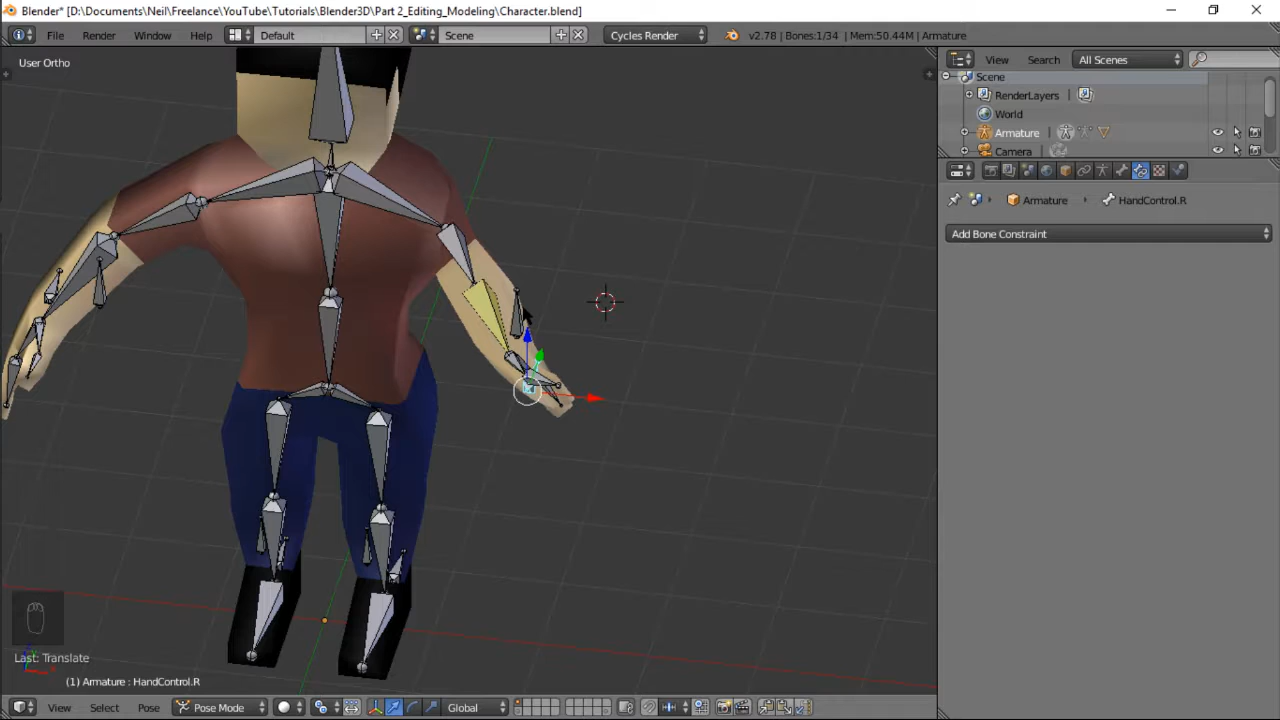 Blender* [D:\Documents\Neil\Freelance\YouTube\Tutorials\Blender3D\Part 2_Editing_Modeling\Character.blend]
File Render Window Help Default Scene Cycles Render v2.78 | Bones:1/34 | Mem:50.44M | Armature
User Ortho
View Search All Scenes
Scene
RenderLayers
World
Armature
Camera
Armature HandControl.R
Add Bone Constraint
Last: Translate
(1) Armature : HandControl.R
View Select Pose Pose Mode Global